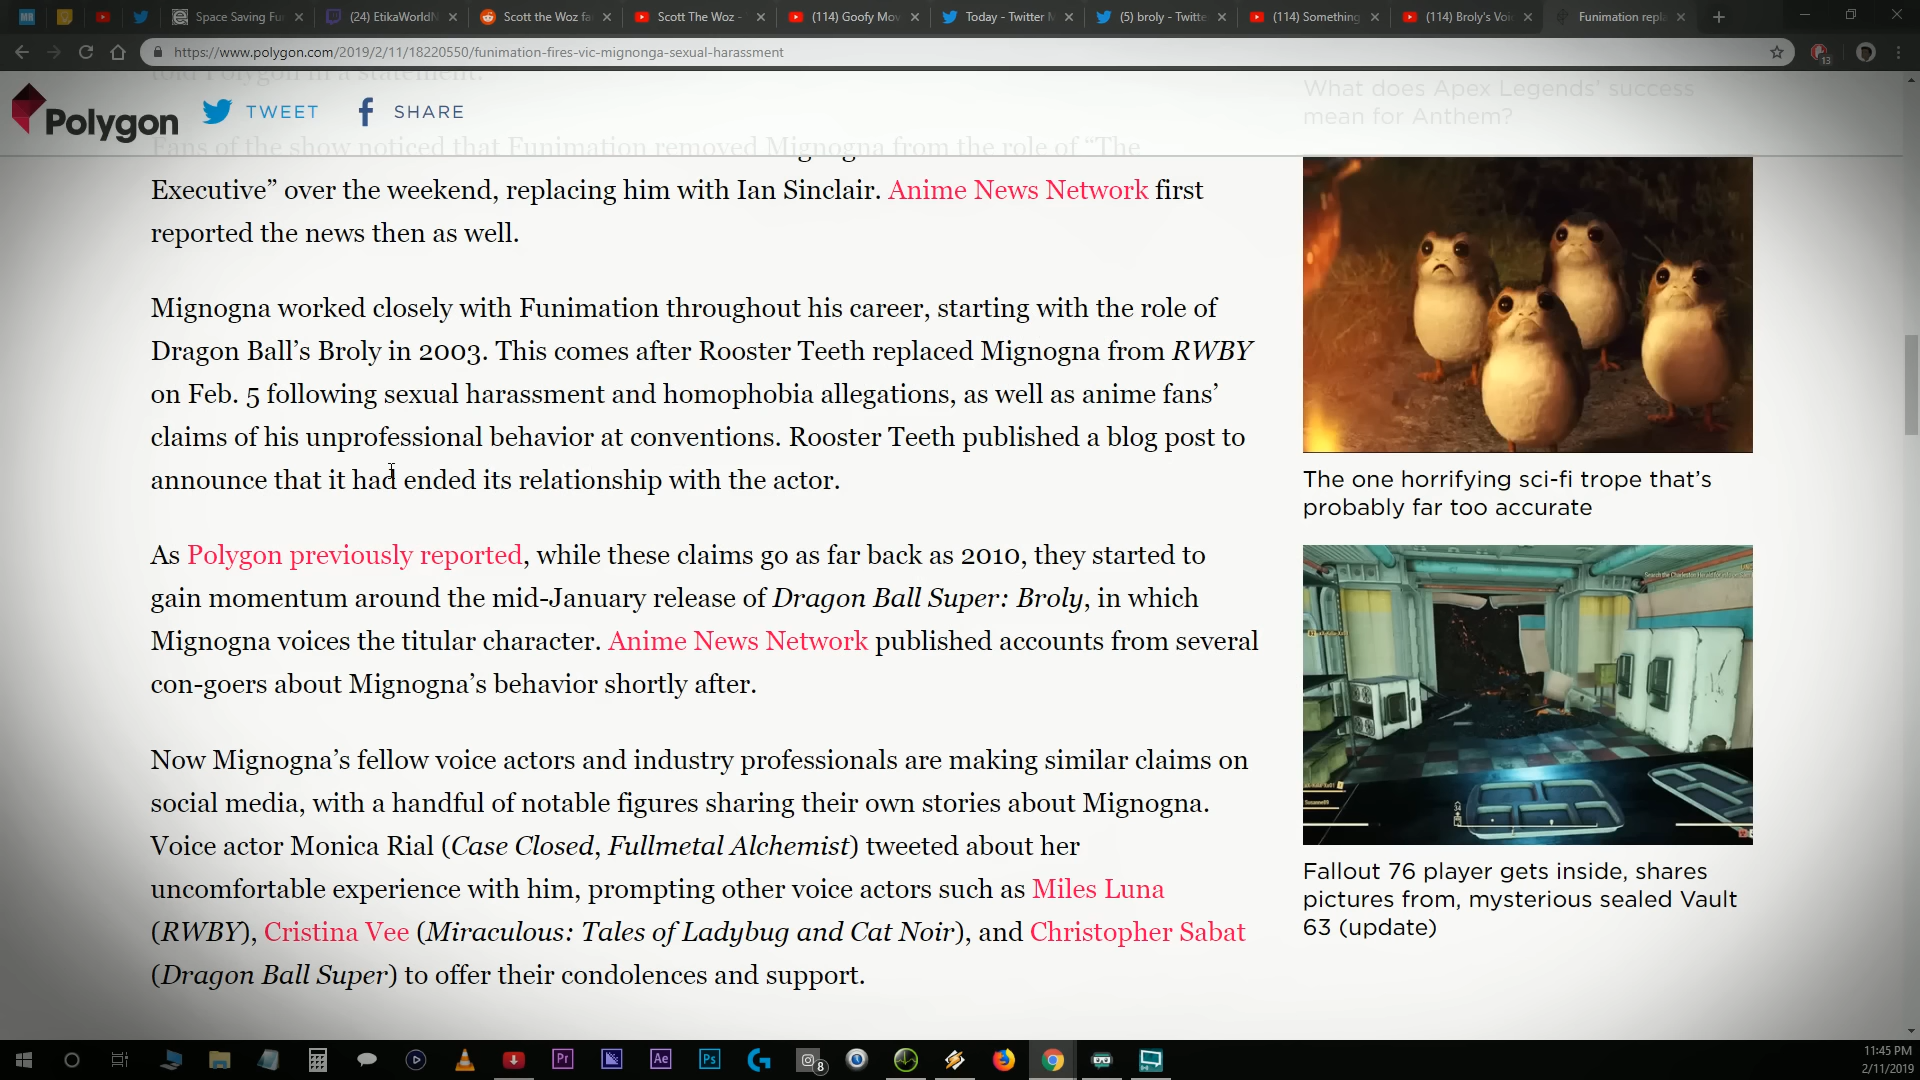 Space Saving Fu
(24) EtikaWorldN
Scott the Woz fa
Scott The Woz -
(114) Goofy Mov
Today - Twitter M
(5) broly - Twitte
(114) Something
(114) Broly's Voi
Funimation repl
https://www.polygon.com/2019/2/11/18220550/funimation-fires-vic-mignonga-sexual-harassment
13
told Polygon in a statement.
Polygon
TWEET
SHARE
Fans of the show noticed that Funimation removed Mignogna from the role of “The
Executive” over the weekend, replacing him with Ian Sinclair. Anime News Network first
reported the news then as well.
Mignogna worked closely with Funimation throughout his career, starting with the role of
Dragon Ball’s Broly in 2003. This comes after Rooster Teeth replaced Mignogna from RWBY
on Feb. 5 following sexual harassment and homophobia allegations, as well as anime fans’
claims of his unprofessional behavior at conventions. Rooster Teeth published a blog post to
announce that it had ended its relationship with the actor.
As Polygon previously reported, while these claims go as far back as 2010, they started to
gain momentum around the mid-January release of Dragon Ball Super: Broly, in which
Mignogna voices the titular character. Anime News Network published accounts from several
con-goers about Mignogna’s behavior shortly after.
Now Mignogna’s fellow voice actors and industry professionals are making similar claims on
social media, with a handful of notable figures sharing their own stories about Mignogna.
Voice actor Monica Rial (Case Closed, Fullmetal Alchemist) tweeted about her
uncomfortable experience with him, prompting other voice actors such as Miles Luna
(RWBY), Cristina Vee (Miraculous: Tales of Ladybug and Cat Noir), and Christopher Sabat
(Dragon Ball Super) to offer their condolences and support.
What does Apex Legends’ success
mean for Anthem?
The one horrifying sci-fi trope that’s
probably far too accurate
Fallout 76 player gets inside, shares
pictures from, mysterious sealed Vault
63 (update)
Pr
Ae
Ps
8
11:45 PM
2/11/2019